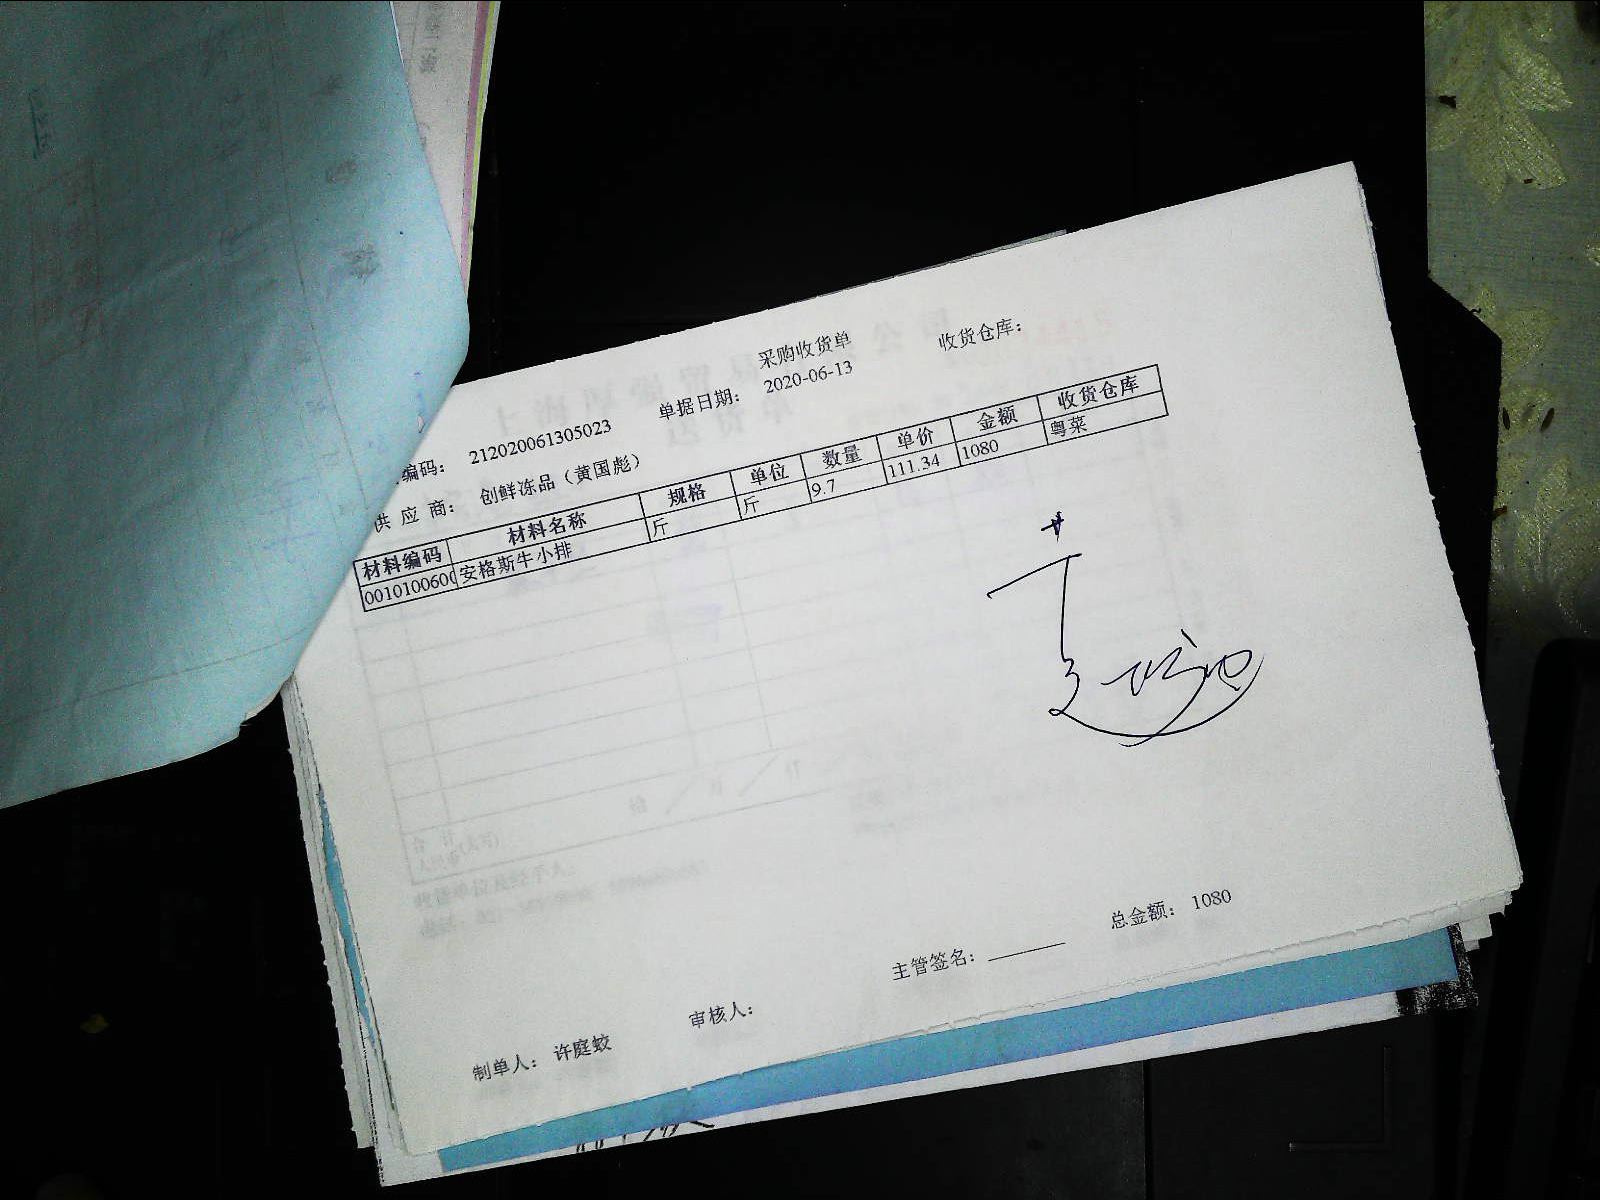 采购收货单
编码： 212020061305023 单据日期： 2020-06-13 收货仓库：
供 应 商： 创鲜冻品（黄国彪）
材料编码 材料名称 规格 单位 数量 单价 金额 收货仓库
0010100600 安格斯牛小排 斤 斤 9.7 111.34 1080 粤菜
主管签名： 总金额： 1080
制单人： 许庭蛟 审核人：